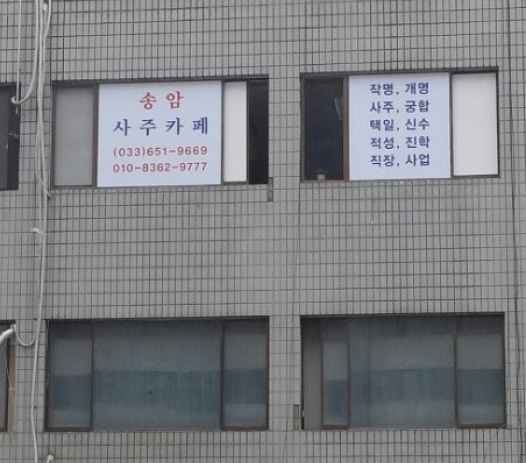 송암
사주카페
(033)651-9669
010-8362-9777
작명, 개명
사주, 궁합
택일, 신수
적성, 진학
직장, 사업